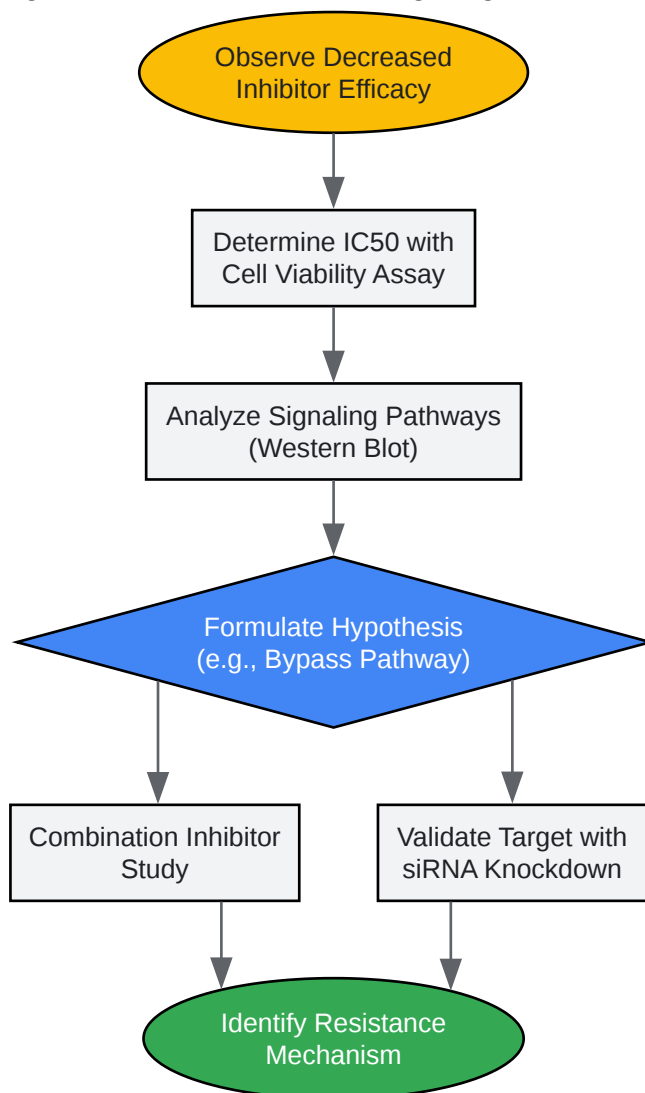 Observe Decreased
Inhibitor Efficacy
Determine IC50 with
Cell Viability Assay
Analyze Signaling Pathways
(Western Blot)
Formulate Hypothesis
(e.g., Bypass Pathway)
Combination Inhibitor
Study
Validate Target with
siRNA Knockdown
Identify Resistance
Mechanism